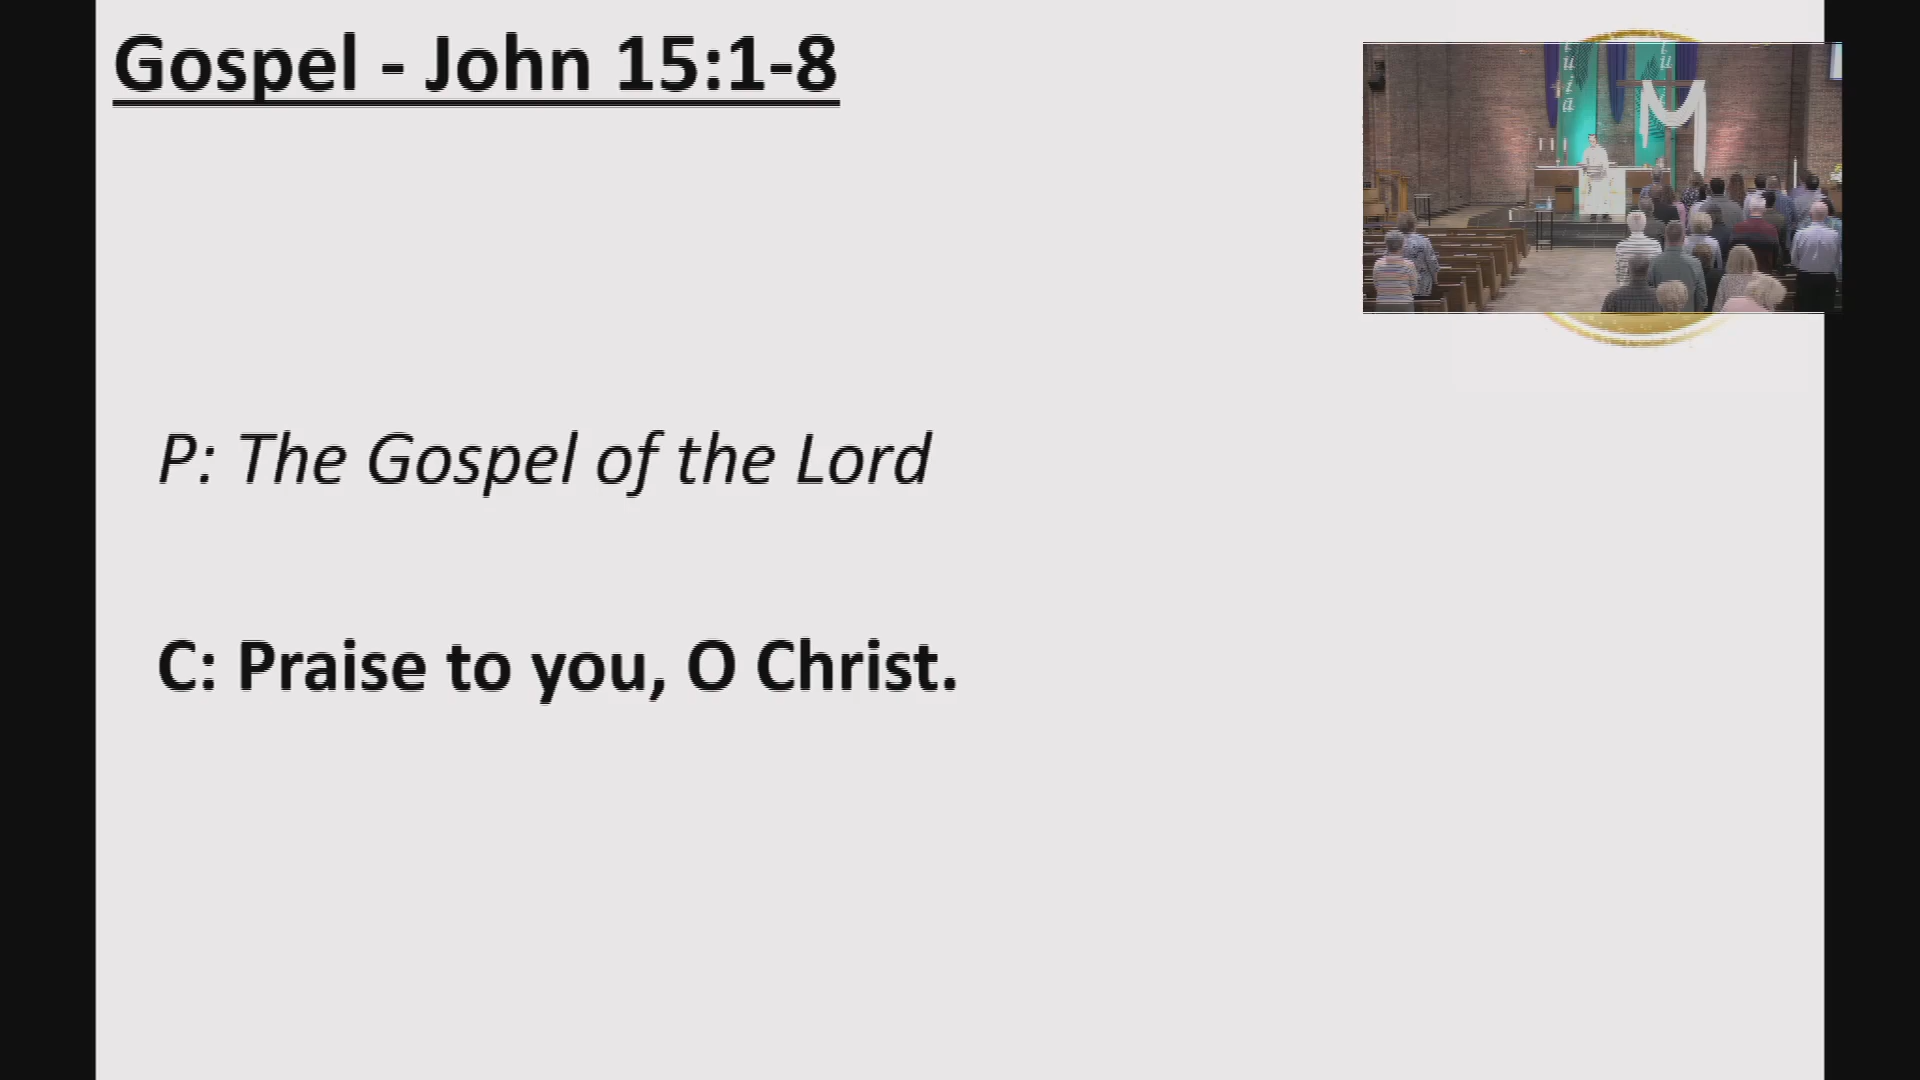 Gospel - John 15:1-8
P: The Gospel of the Lord
C: Praise to you, O Christ.